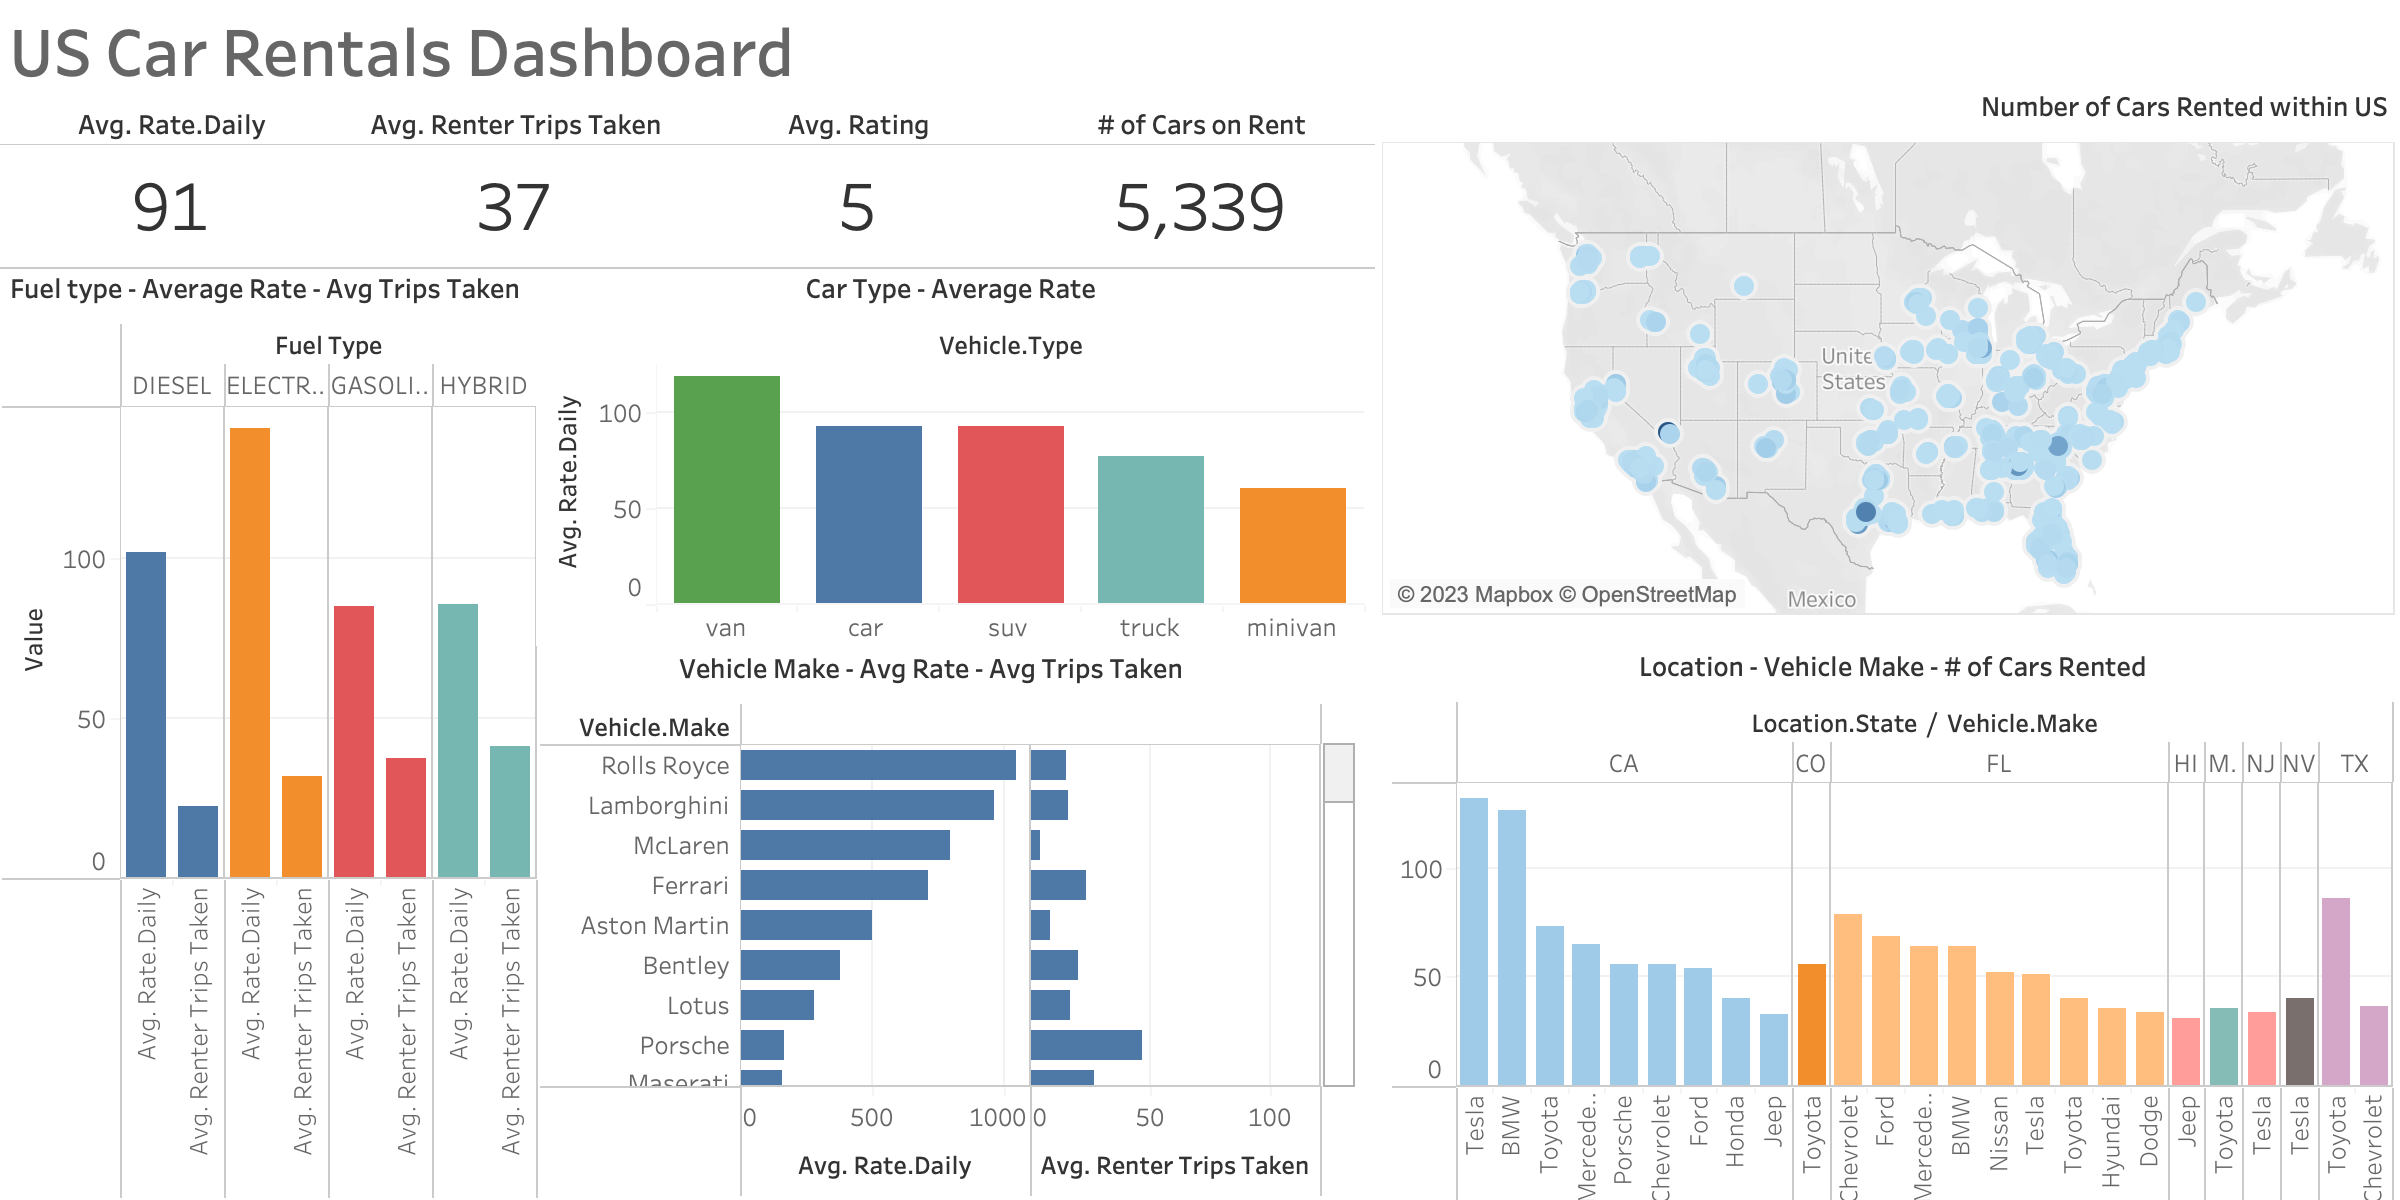 US Car Rentals Dashboard
Avg. Rate.Daily
Avg. Renter Trips Taken
Avg. Rating
# of Cars on Rent
91
37
5
5,339
Number of Cars Rented within US
Unite
States
Mexico
© 2023 Mapbox © OpenStreetMap
Fuel type - Average Rate - Avg Trips Taken
Fuel Type
DIESEL
ELECTR..
GASOLI..
HYBRID
Value
100
50
0
Avg. Rate.Daily
Avg. Renter Trips Taken
Avg. Rate.Daily
Avg. Renter Trips Taken
Avg. Rate.Daily
Avg. Renter Trips Taken
Avg. Rate.Daily
Avg. Renter Trips Taken
Car Type - Average Rate
Vehicle.Type
Avg. Rate.Daily
100
50
0
van
car
suv
truck
minivan
Vehicle Make - Avg Rate - Avg Trips Taken
Vehicle.Make
Rolls Royce
Lamborghini
McLaren
Ferrari
Aston Martin
Bentley
Lotus
Porsche
Maserati
0
500
1000
0
50
100
Avg. Rate.Daily
Avg. Renter Trips Taken
Location - Vehicle Make - # of Cars Rented
Location.State / Vehicle.Make
CA
CO
FL
HI
M.
NJ
NV
TX
100
50
0
Tesla
BMW
Toyota
Mercede..
Porsche
Chevrolet
Ford
Honda
Jeep
Toyota
Chevrolet
Ford
Mercede..
BMW
Nissan
Tesla
Toyota
Hyundai
Dodge
Jeep
Toyota
Tesla
Tesla
Toyota
Chevrolet